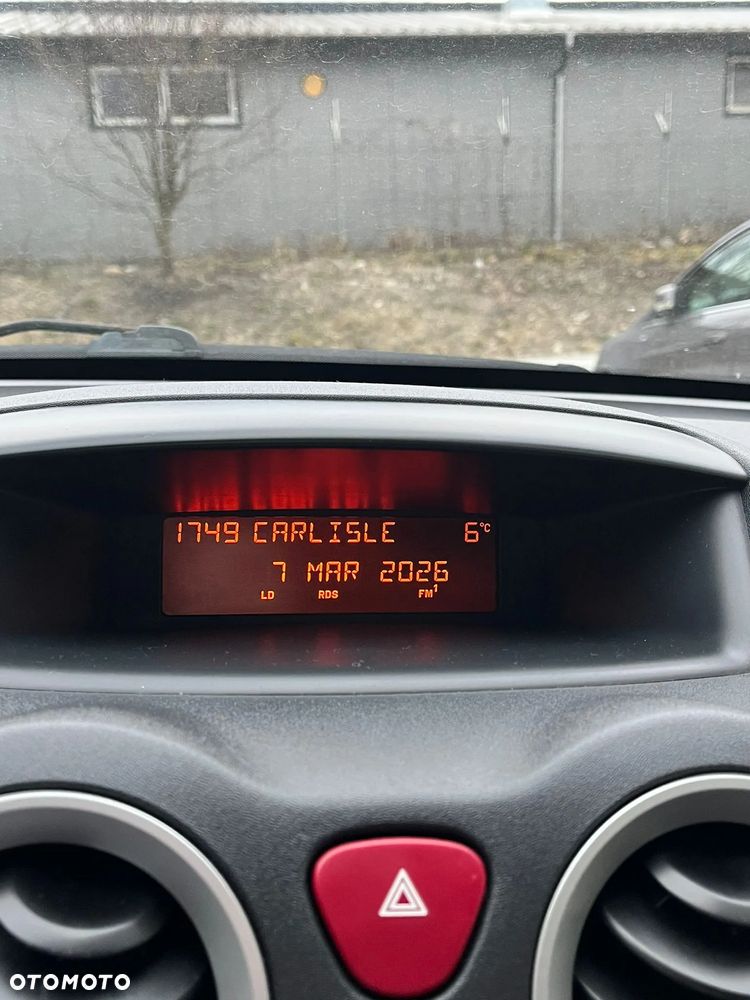 1749 CARLISLE 6°C
7 MAR 2026
LD RDS FM1
OTOMOTO